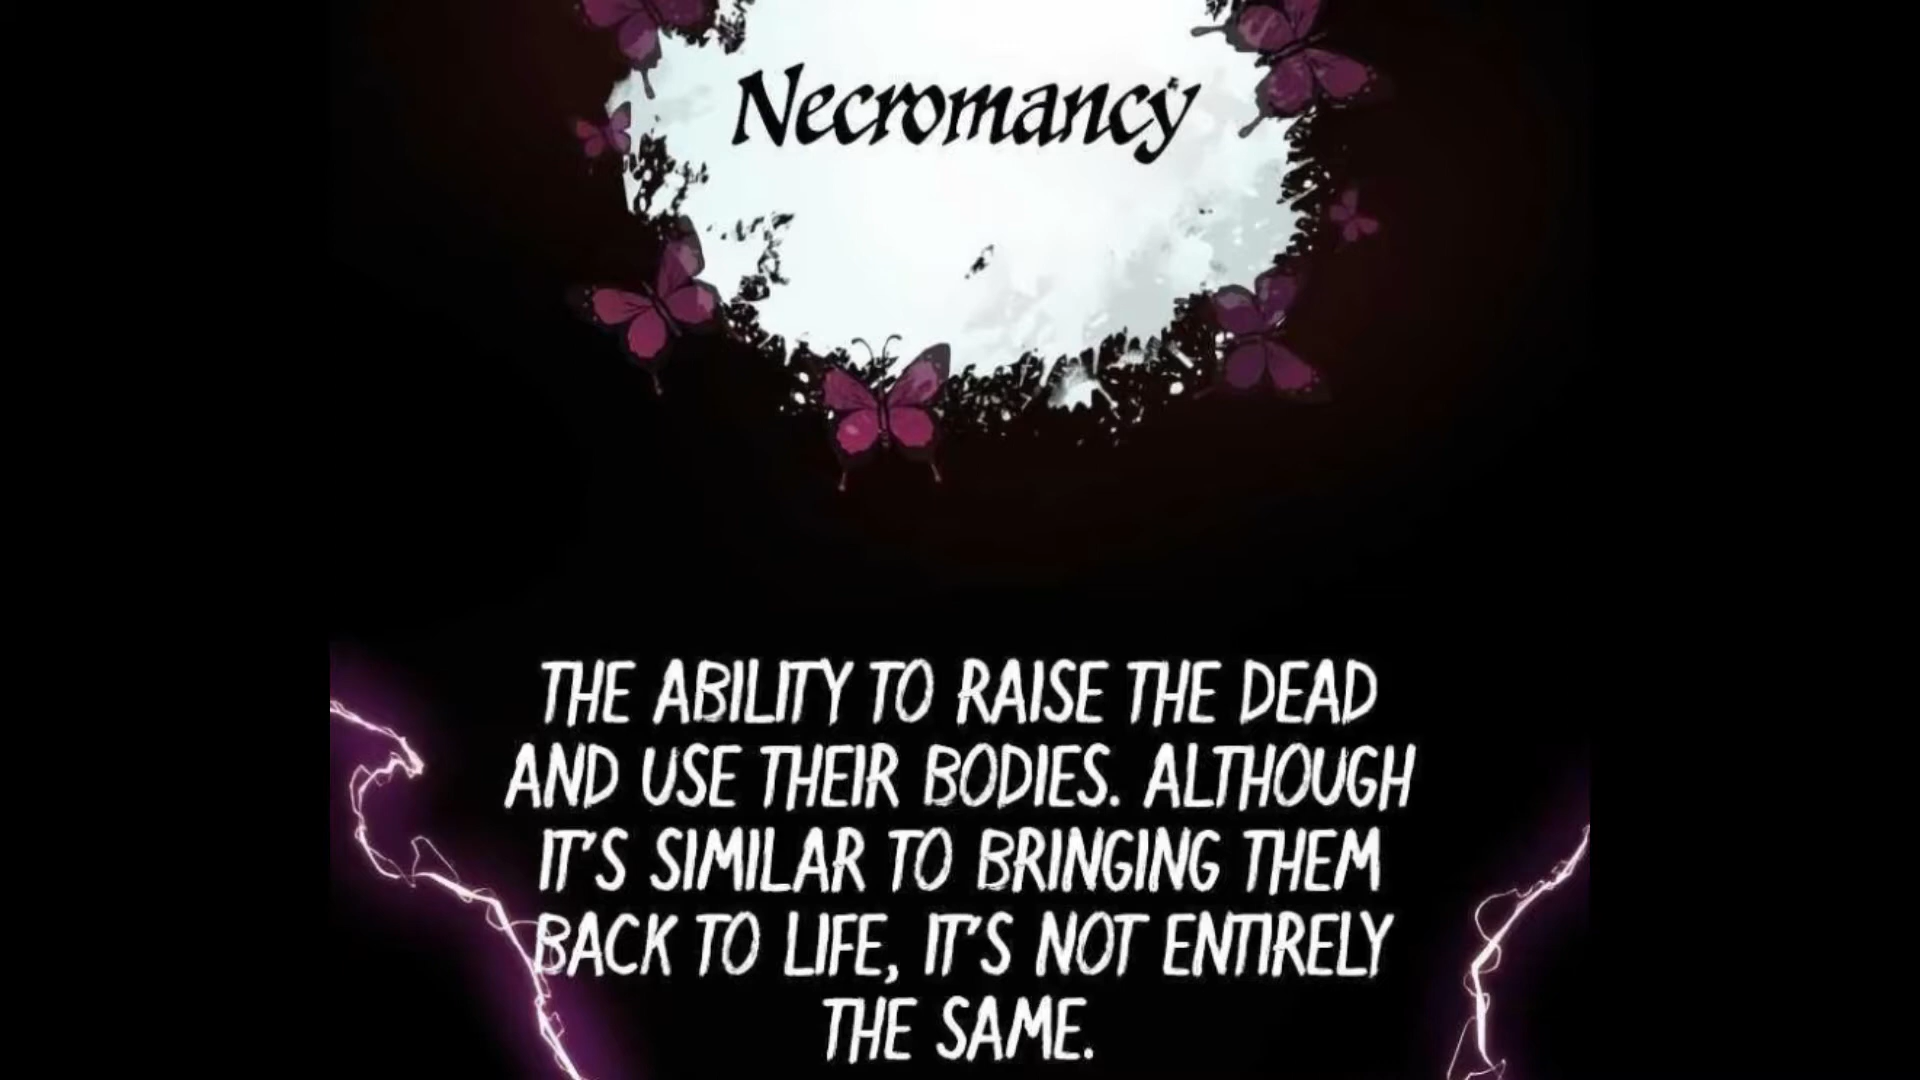 Necromancy
THE ABILITY TO RAISE THE DEAD
AND USE THEIR BODIES. ALTHOUGH
IT'S SIMILAR TO BRINGING THEM
BACK TO LIFE, IT'S NOT ENTIRELY
THE SAME.